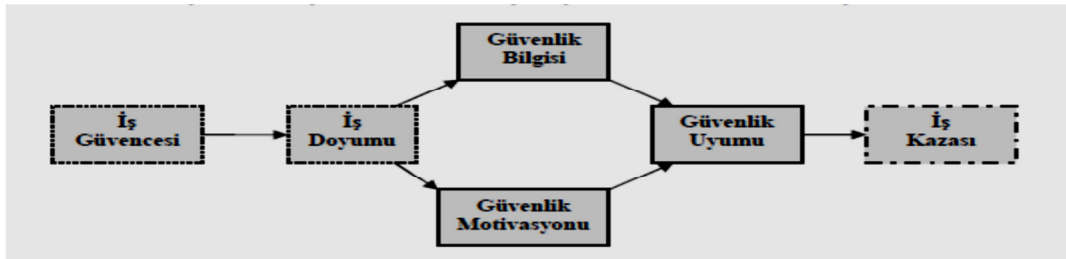 Güvenlik
Bilgisi
İş
Güvencesi
İş
Doyumu
Güvenlik
Uyumu
İş
Kazası
Güvenlik
Motivasyonu